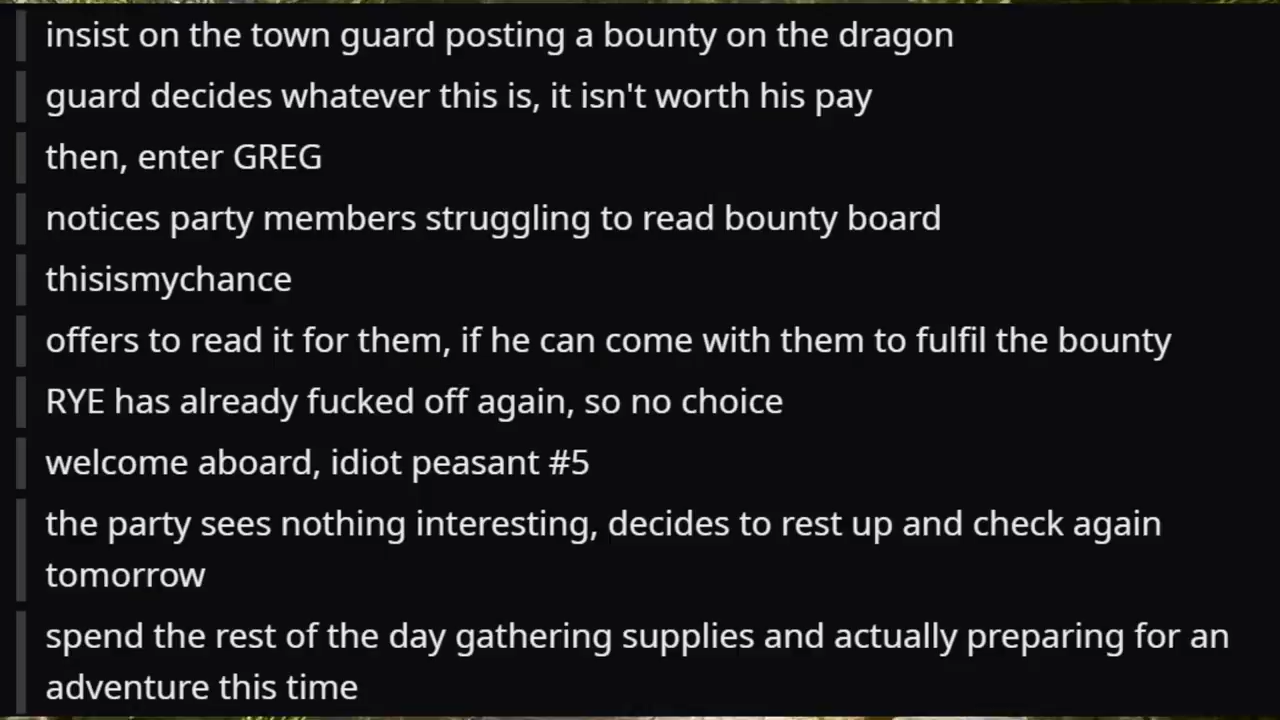 insist on the town guard posting a bounty on the dragon
guard decides whatever this is, it isn't worth his pay
then, enter GREG
notices party members struggling to read bounty board
thisismychance
offers to read it for them, if he can come with them to fulfil the bounty
RYE has already fucked off again, so no choice
welcome aboard, idiot peasant #5
the party sees nothing interesting, decides to rest up and check again
tomorrow
spend the rest of the day gathering supplies and actually preparing for an
adventure this time